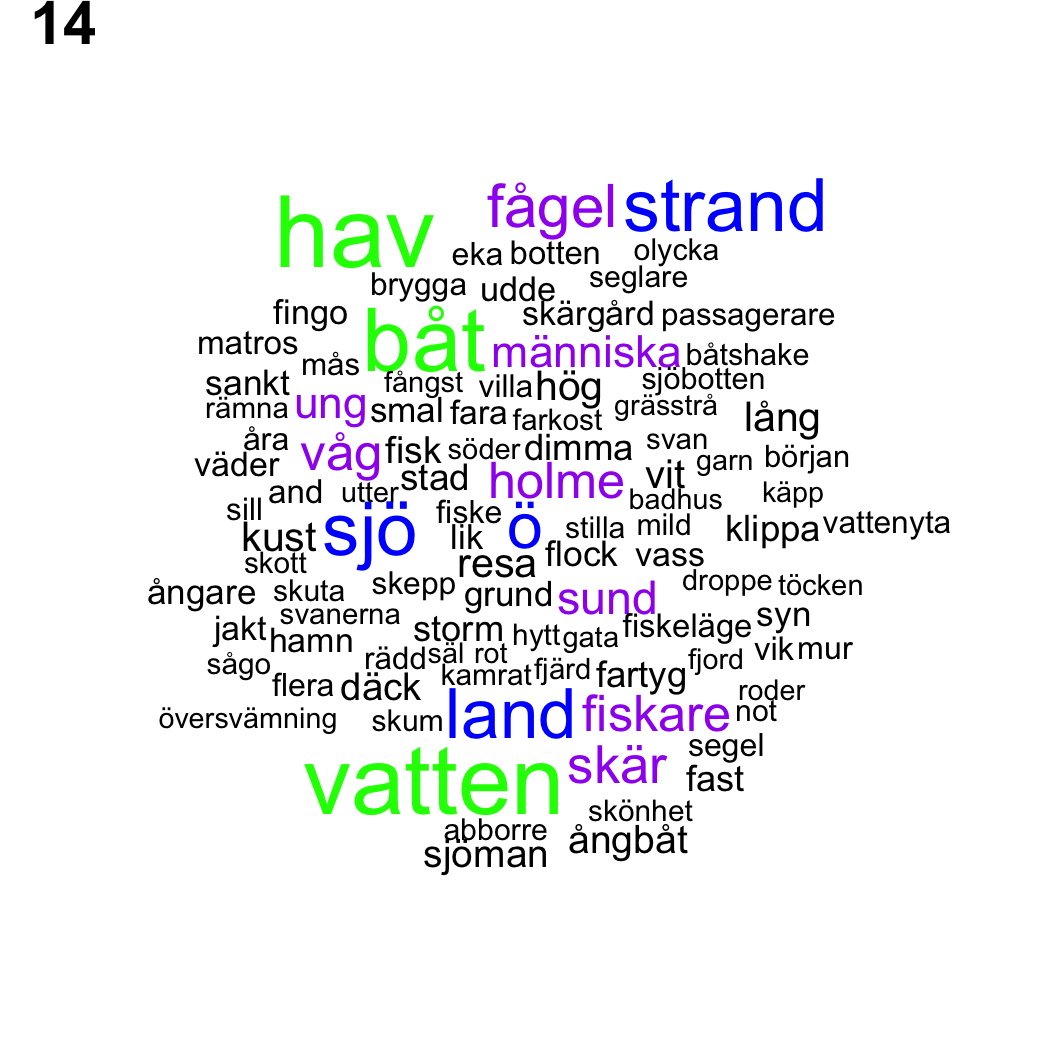 14
hav fågel strand
eka botten olycka
brygga udde seglare
fingo skärgård passagerare
matros mås båt människa båtshake
sankt fångst villa hög sjöbotten
rämna ung smal fara farkost grässtrå lång
åra våg fisk söder dimma svan
väder stad holme vit garn början
and utter badhus käpp
sill sjö fiske ö stilla mild klippa vattenyta
kust lik
skott resa flock vass
ångare skuta skepp grund sund droppe töcken
svanerna
jakt hamn storm hytt gata fiskeläge syn
sågo rädd säl rot fjärd fjord vik mur
flera däck kamrat fartyg
översvämning skum land fiskare roder not
vatten skär segel
fast
skönhet
abborre
sjöman ångbåt